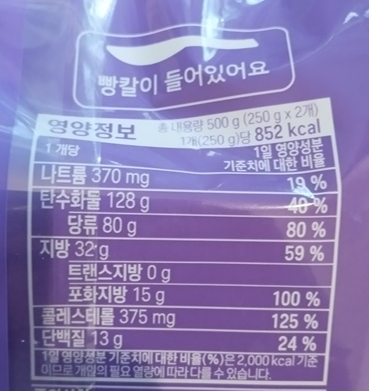 빵칼이 들어있어요
영양정보 총 내용량 500 g (250 g x 2개)
1개(250 g)당 852 kcal
1개당 1일 영양성분
기준치에 대한 비율
나트륨 370 mg 19 %
탄수화물 128 g 40 %
당류 80 g 80 %
지방 32 g 59 %
트랜스지방 0 g
포화지방 15 g 100 %
콜레스테롤 375 mg 125 %
단백질 13 g 24 %
1일 영양성분 기준치에 대한 비율(%)은 2,000 kcal 기준
이므로 개인의 필요 열량에 따라 다를 수 있습니다.